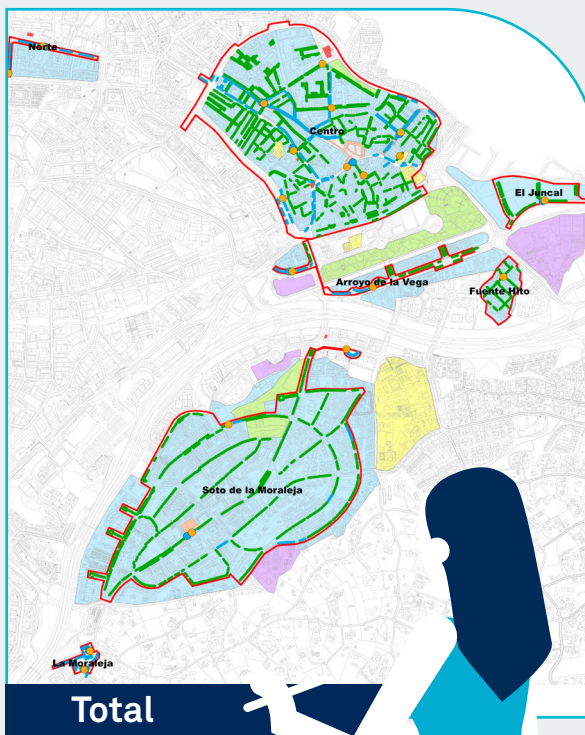 Norte
Centro
El Juncal
Arroyo de la Vega
Fuente Hito
Soto de la Moraleja
La Moraleja
Total